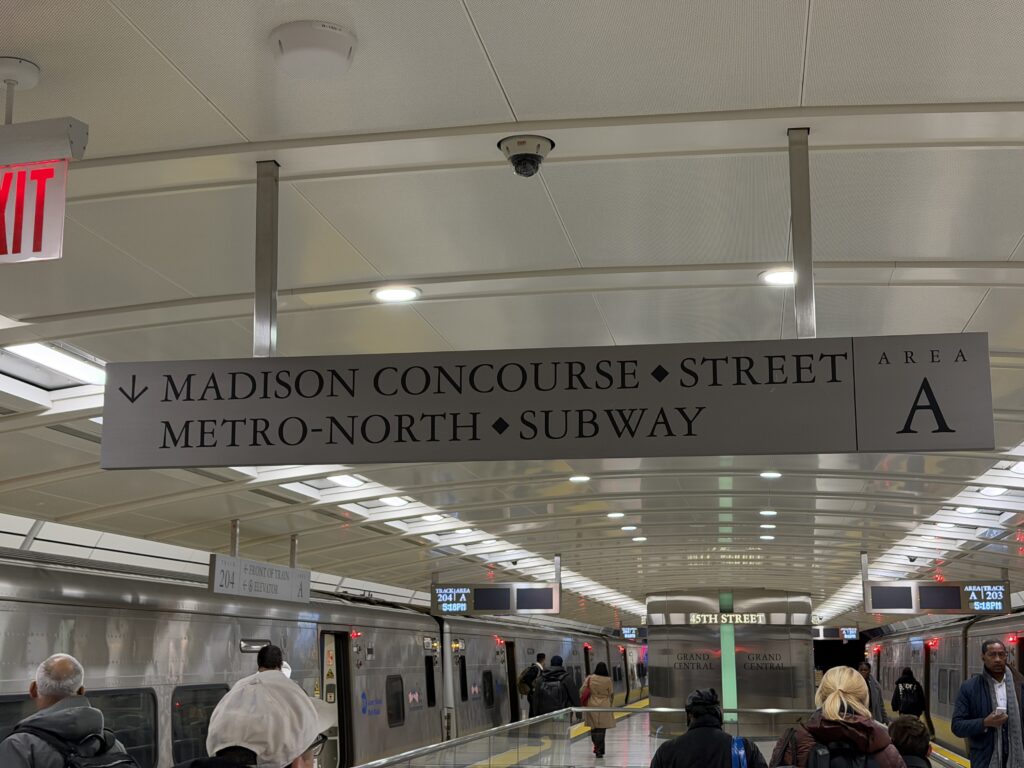 EXIT
MADISON CONCOURSE ◆ STREET
METRO-NORTH ◆ SUBWAY
AREA
A
204
← FRONT OF TRAIN
A
TRACK AREA
204 A
5:18PM
AREA TRACK
A 203
5:18PM
45TH STREET
GRAND
CENTRAL
GRAND
CENTRAL